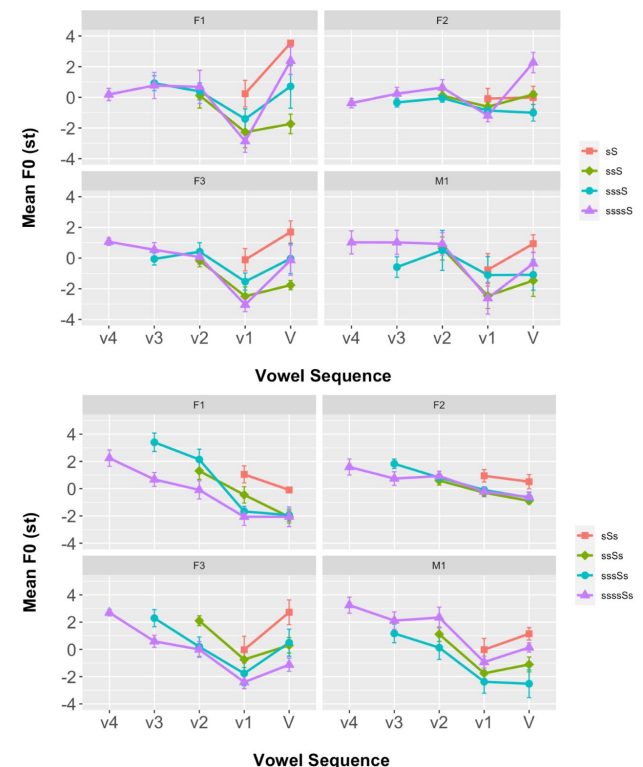 F1 F2
4
2
0
-2
-4
F3 M1
4
2
0
-2
-4
v4 v3 v2 v1 V v4 v3 v2 v1 V
Mean F0 (st)
Vowel Sequence
sS
ssS
sssS
ssssS
F1 F2
4
2
0
-2
-4
F3 M1
4
2
0
-2
-4
v4 v3 v2 v1 V v4 v3 v2 v1 V
Mean F0 (st)
Vowel Sequence
sSs
ssSs
sssSs
ssssSs